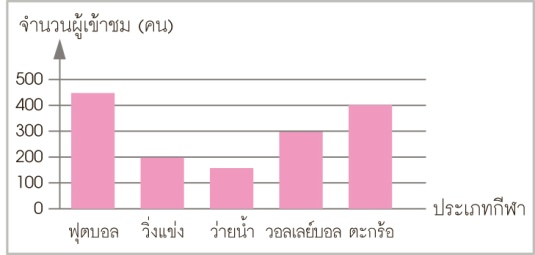 จำนวนผู้เข้าชม (คน)
500
400
300
200
100
0
ประเภทกีฬา
ฟุตบอล วิ่งแข่ง ว่ายน้ำ วอลเลย์บอล ตะกร้อ